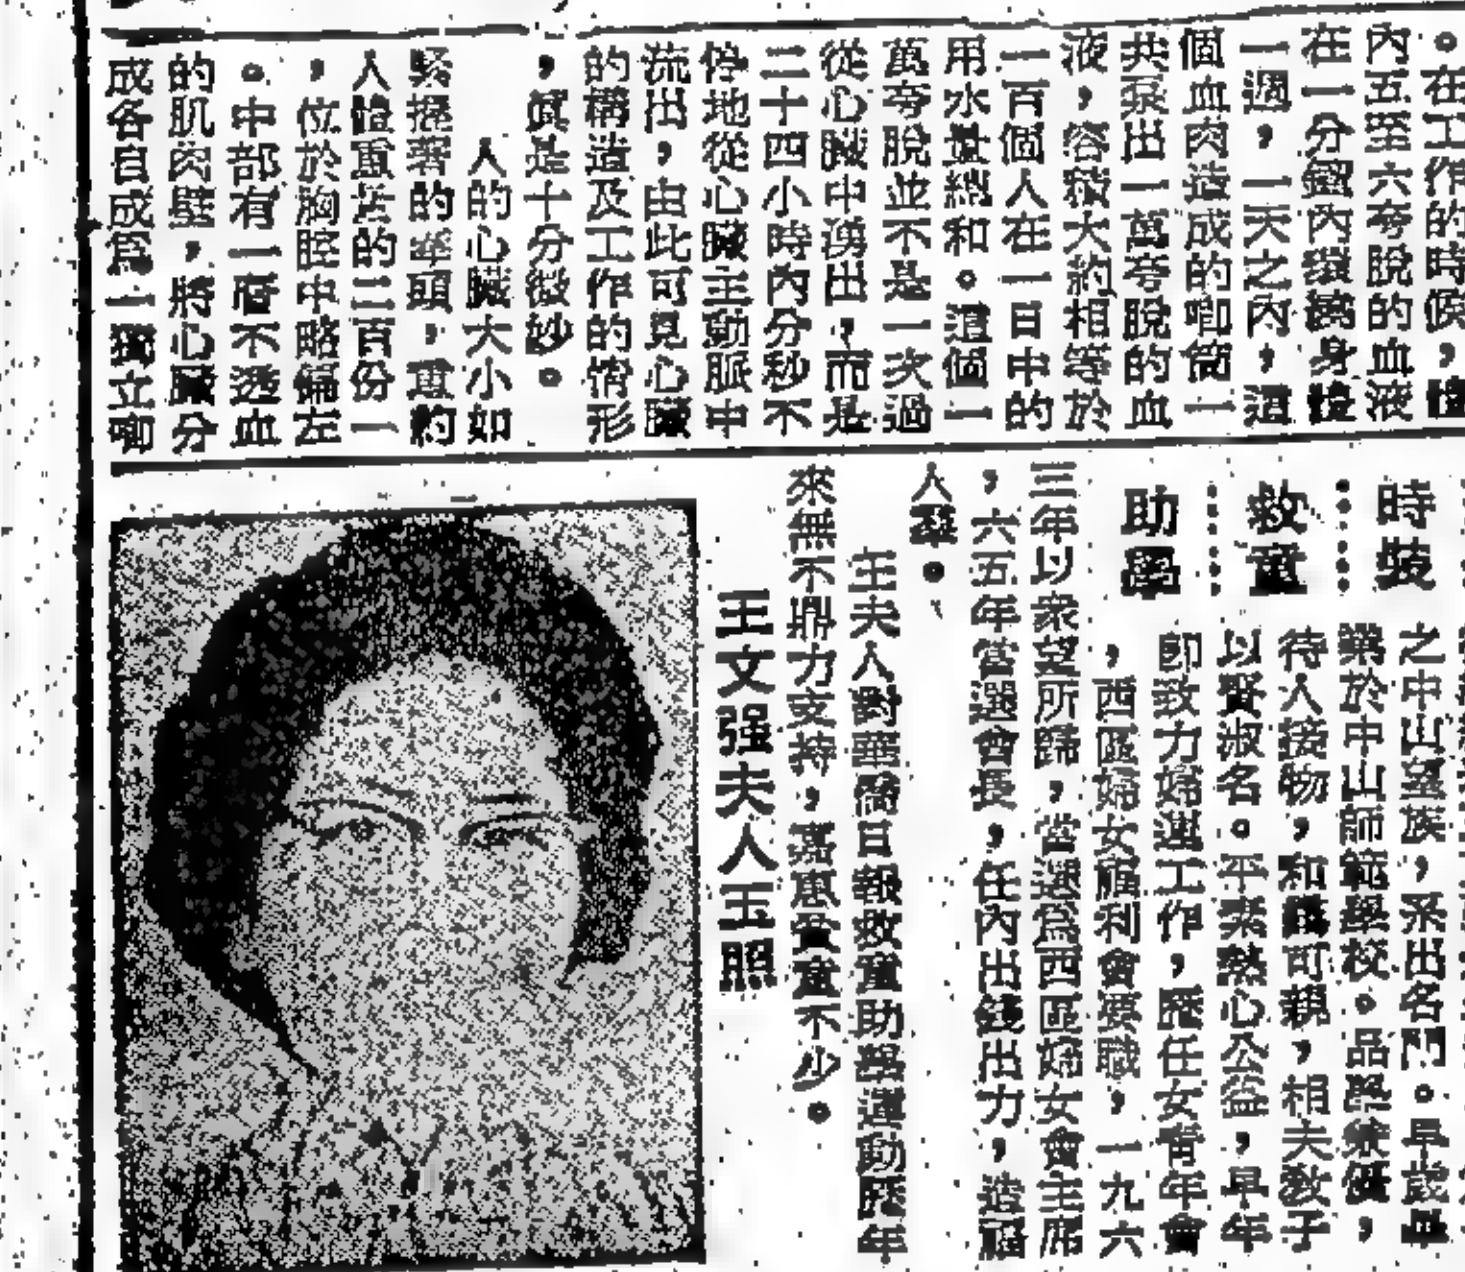 。在工作的時候，
內五至六夸脫的血液
在一分鐘內環繞身體
一週，一天之內，這
個血肉造成的唧筒一
共泵出一萬夸脫的血
液，容積大約相等於
一百個人在一日中的
用水量總和。這個一
萬夸脫並不是一次過
從心臟中湧出，而是
二十四小時內分秒不
停地從心臟主動脈中
流出，由此可見心臟
的構造及工作的情形
，真是十分微妙。
人的心臟大小如
緊握著的拳頭，重約
人體重量的二百份一
，位於胸腔中略偏左
。中部有一層不透血
的肌肉壁，將心臟分
成各自成為一獨立唧
時裝
救童
助學
之中山望族，系出名門。早歲畢
業於中山師範學校。品學兼優，
待人接物，和藹可親，相夫教子
以賢淑名。平素熱心公益，早年
即致力婦運工作，歷任女青年會
，西區婦女福利會要職，一九六
三年以衆望所歸，當選為西區婦女會主席
，六五年當選會長，任內出錢出力，造福
人羣。
王夫人對華僑日報救童助學運動歷年
來無不鼎力支持，嘉惠貧童不少。
王文强夫人玉照